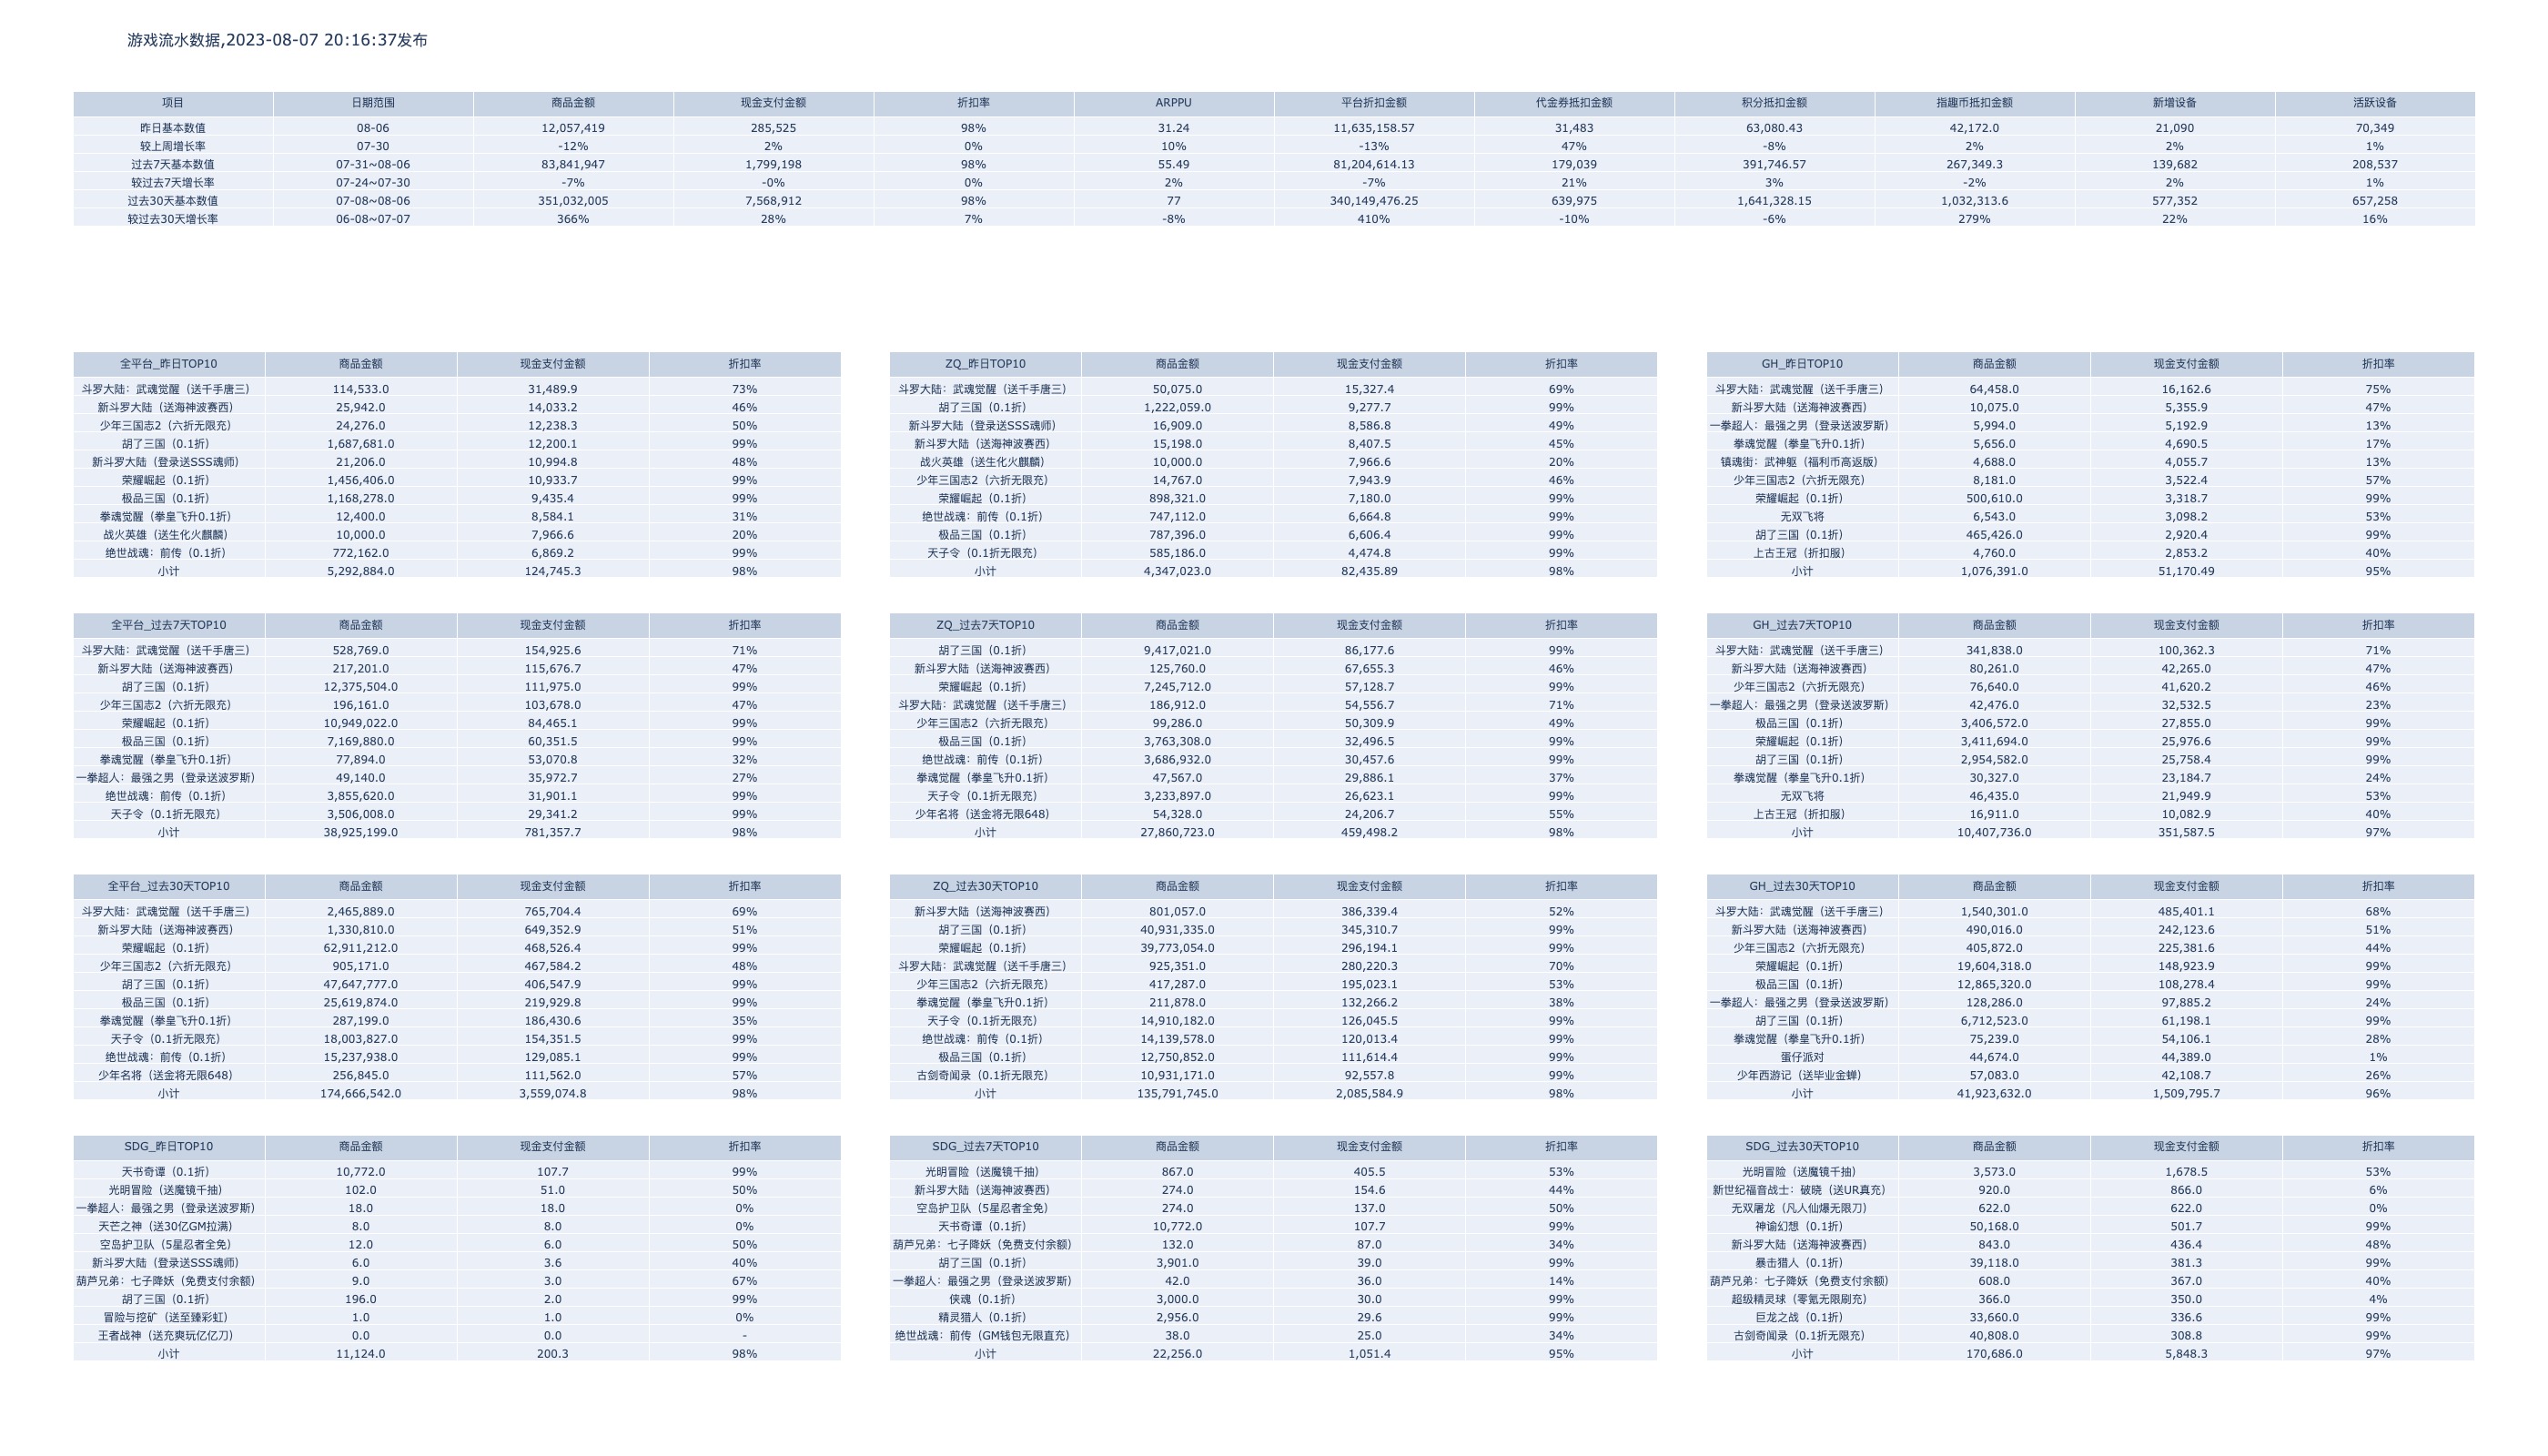 游戏流水数据,2023-08-07 20:16:37发布
项目 日期范围 商品金额 现金支付金额 折扣率 ARPPU 平台折扣金额 代金券抵扣金额 积分抵扣金额 指趣币抵扣金额 新增设备 活跃设备
昨日基本数值 08-06 12,057,419 285,525 98% 31.24 11,635,158.57 31,483 63,080.43 42,172.0 21,090 70,349
较上周增长率 07-30 -12% 2% 0% 10% -13% 47% -8% 2% 2% 1%
过去7天基本数值 07-31~08-06 83,841,947 1,799,198 98% 55.49 81,204,614.13 179,039 391,746.57 267,349.3 139,682 208,537
较过去7天增长率 07-24~07-30 -7% -0% 0% 2% -7% 21% 3% -2% 2% 1%
过去30天基本数值 07-08~08-06 351,032,005 7,568,912 98% 77 340,149,476.25 639,975 1,641,328.15 1,032,313.6 577,352 657,258
较过去30天增长率 06-08~07-07 366% 28% 7% -8% 410% -10% -6% 279% 22% 16%
全平台_昨日TOP10 商品金额 现金支付金额 折扣率
斗罗大陆：武魂觉醒（送千手唐三） 114,533.0 31,489.9 73%
新斗罗大陆（送海神波赛西） 25,942.0 14,033.2 46%
少年三国志2（六折无限充） 24,276.0 12,238.3 50%
胡了三国（0.1折） 1,687,681.0 12,200.1 99%
新斗罗大陆（登录送SSS魂师） 21,206.0 10,994.8 48%
荣耀崛起（0.1折） 1,456,406.0 10,933.7 99%
极品三国（0.1折） 1,168,278.0 9,435.4 99%
拳魂觉醒（拳皇飞升0.1折） 12,400.0 8,584.1 31%
战火英雄（送生化火麒麟） 10,000.0 7,966.6 20%
绝世战魂：前传（0.1折） 772,162.0 6,869.2 99%
小计 5,292,884.0 124,745.3 98%
ZQ_昨日TOP10 商品金额 现金支付金额 折扣率
斗罗大陆：武魂觉醒（送千手唐三） 50,075.0 15,327.4 69%
胡了三国（0.1折） 1,222,059.0 9,277.7 99%
新斗罗大陆（登录送SSS魂师） 16,909.0 8,586.8 49%
新斗罗大陆（送海神波赛西） 15,198.0 8,407.5 45%
战火英雄（送生化火麒麟） 10,000.0 7,966.6 20%
少年三国志2（六折无限充） 14,767.0 7,943.9 46%
荣耀崛起（0.1折） 898,321.0 7,180.0 99%
绝世战魂：前传（0.1折） 747,112.0 6,664.8 99%
极品三国（0.1折） 787,396.0 6,606.4 99%
天子令（0.1折无限充） 585,186.0 4,474.8 99%
小计 4,347,023.0 82,435.89 98%
GH_昨日TOP10 商品金额 现金支付金额 折扣率
斗罗大陆：武魂觉醒（送千手唐三） 64,458.0 16,162.6 75%
新斗罗大陆（送海神波赛西） 10,075.0 5,355.9 47%
一拳超人：最强之男（登录送波罗斯） 5,994.0 5,192.9 13%
拳魂觉醒（拳皇飞升0.1折） 5,656.0 4,690.5 17%
镇魂街：武神躯（福利币高返版） 4,688.0 4,055.7 13%
少年三国志2（六折无限充） 8,181.0 3,522.4 57%
荣耀崛起（0.1折） 500,610.0 3,318.7 99%
无双飞将 6,543.0 3,098.2 53%
胡了三国（0.1折） 465,426.0 2,920.4 99%
上古王冠（折扣服） 4,760.0 2,853.2 40%
小计 1,076,391.0 51,170.49 95%
全平台_过去7天TOP10 商品金额 现金支付金额 折扣率
斗罗大陆：武魂觉醒（送千手唐三） 528,769.0 154,925.6 71%
新斗罗大陆（送海神波赛西） 217,201.0 115,676.7 47%
胡了三国（0.1折） 12,375,504.0 111,975.0 99%
少年三国志2（六折无限充） 196,161.0 103,678.0 47%
荣耀崛起（0.1折） 10,949,022.0 84,465.1 99%
极品三国（0.1折） 7,169,880.0 60,351.5 99%
拳魂觉醒（拳皇飞升0.1折） 77,894.0 53,070.8 32%
一拳超人：最强之男（登录送波罗斯） 49,140.0 35,972.7 27%
绝世战魂：前传（0.1折） 3,855,620.0 31,901.1 99%
天子令（0.1折无限充） 3,506,008.0 29,341.2 99%
小计 38,925,199.0 781,357.7 98%
ZQ_过去7天TOP10 商品金额 现金支付金额 折扣率
胡了三国（0.1折） 9,417,021.0 86,177.6 99%
新斗罗大陆（送海神波赛西） 125,760.0 67,655.3 46%
荣耀崛起（0.1折） 7,245,712.0 57,128.7 99%
斗罗大陆：武魂觉醒（送千手唐三） 186,912.0 54,556.7 71%
少年三国志2（六折无限充） 99,286.0 50,309.9 49%
极品三国（0.1折） 3,763,308.0 32,496.5 99%
绝世战魂：前传（0.1折） 3,686,932.0 30,457.6 99%
拳魂觉醒（拳皇飞升0.1折） 47,567.0 29,886.1 37%
天子令（0.1折无限充） 3,233,897.0 26,623.1 99%
少年名将（送金将无限648） 54,328.0 24,206.7 55%
小计 27,860,723.0 459,498.2 98%
GH_过去7天TOP10 商品金额 现金支付金额 折扣率
斗罗大陆：武魂觉醒（送千手唐三） 341,838.0 100,362.3 71%
新斗罗大陆（送海神波赛西） 80,261.0 42,265.0 47%
少年三国志2（六折无限充） 76,640.0 41,620.2 46%
一拳超人：最强之男（登录送波罗斯） 42,476.0 32,532.5 23%
极品三国（0.1折） 3,406,572.0 27,855.0 99%
荣耀崛起（0.1折） 3,411,694.0 25,976.6 99%
胡了三国（0.1折） 2,954,582.0 25,758.4 99%
拳魂觉醒（拳皇飞升0.1折） 30,327.0 23,184.7 24%
无双飞将 46,435.0 21,949.9 53%
上古王冠（折扣服） 16,911.0 10,082.9 40%
小计 10,407,736.0 351,587.5 97%
全平台_过去30天TOP10 商品金额 现金支付金额 折扣率
斗罗大陆：武魂觉醒（送千手唐三） 2,465,889.0 765,704.4 69%
新斗罗大陆（送海神波赛西） 1,330,810.0 649,352.9 51%
荣耀崛起（0.1折） 62,911,212.0 468,526.4 99%
少年三国志2（六折无限充） 905,171.0 467,584.2 48%
胡了三国（0.1折） 47,647,777.0 406,547.9 99%
极品三国（0.1折） 25,619,874.0 219,929.8 99%
拳魂觉醒（拳皇飞升0.1折） 287,199.0 186,430.6 35%
天子令（0.1折无限充） 18,003,827.0 154,351.5 99%
绝世战魂：前传（0.1折） 15,237,938.0 129,085.1 99%
少年名将（送金将无限648） 256,845.0 111,562.0 57%
小计 174,666,542.0 3,559,074.8 98%
ZQ_过去30天TOP10 商品金额 现金支付金额 折扣率
新斗罗大陆（送海神波赛西） 801,057.0 386,339.4 52%
胡了三国（0.1折） 40,931,335.0 345,310.7 99%
荣耀崛起（0.1折） 39,773,054.0 296,194.1 99%
斗罗大陆：武魂觉醒（送千手唐三） 925,351.0 280,220.3 70%
少年三国志2（六折无限充） 417,287.0 195,023.1 53%
拳魂觉醒（拳皇飞升0.1折） 211,878.0 132,266.2 38%
天子令（0.1折无限充） 14,910,182.0 126,045.5 99%
绝世战魂：前传（0.1折） 14,139,578.0 120,013.4 99%
极品三国（0.1折） 12,750,852.0 111,614.4 99%
古剑奇闻录（0.1折无限充） 10,931,171.0 92,557.8 99%
小计 135,791,745.0 2,085,584.9 98%
GH_过去30天TOP10 商品金额 现金支付金额 折扣率
斗罗大陆：武魂觉醒（送千手唐三） 1,540,301.0 485,401.1 68%
新斗罗大陆（送海神波赛西） 490,016.0 242,123.6 51%
少年三国志2（六折无限充） 405,872.0 225,381.6 44%
荣耀崛起（0.1折） 19,604,318.0 148,923.9 99%
极品三国（0.1折） 12,865,320.0 108,278.4 99%
一拳超人：最强之男（登录送波罗斯） 128,286.0 97,885.2 24%
胡了三国（0.1折） 6,712,523.0 61,198.1 99%
拳魂觉醒（拳皇飞升0.1折） 75,239.0 54,106.1 28%
蛋仔派对 44,674.0 44,389.0 1%
少年西游记（送毕业金蝉） 57,083.0 42,108.7 26%
小计 41,923,632.0 1,509,795.7 96%
SDG_昨日TOP10 商品金额 现金支付金额 折扣率
天书奇谭（0.1折） 10,772.0 107.7 99%
光明冒险（送魔镜千抽） 102.0 51.0 50%
一拳超人：最强之男（登录送波罗斯） 18.0 18.0 0%
天芒之神（送30亿GM拉满） 8.0 8.0 0%
空岛护卫队（5星忍者全免） 12.0 6.0 50%
新斗罗大陆（登录送SSS魂师） 6.0 3.6 40%
葫芦兄弟：七子降妖（免费支付余额） 9.0 3.0 67%
胡了三国（0.1折） 196.0 2.0 99%
冒险与挖矿（送至臻彩虹） 1.0 1.0 0%
王者战神（送充爽玩亿亿刀） 0.0 0.0 -
小计 11,124.0 200.3 98%
SDG_过去7天TOP10 商品金额 现金支付金额 折扣率
光明冒险（送魔镜千抽） 867.0 405.5 53%
新斗罗大陆（送海神波赛西） 274.0 154.6 44%
空岛护卫队（5星忍者全免） 274.0 137.0 50%
天书奇谭（0.1折） 10,772.0 107.7 99%
葫芦兄弟：七子降妖（免费支付余额） 132.0 87.0 34%
胡了三国（0.1折） 3,901.0 39.0 99%
一拳超人：最强之男（登录送波罗斯） 42.0 36.0 14%
侠魂（0.1折） 3,000.0 30.0 99%
精灵猎人（0.1折） 2,956.0 29.6 99%
绝世战魂：前传（GM钱包无限直充） 38.0 25.0 34%
小计 22,256.0 1,051.4 95%
SDG_过去30天TOP10 商品金额 现金支付金额 折扣率
光明冒险（送魔镜千抽） 3,573.0 1,678.5 53%
新世纪福音战士：破晓（送UR真充） 920.0 866.0 6%
无双屠龙（凡人仙爆无限刀） 622.0 622.0 0%
神谕幻想（0.1折） 50,168.0 501.7 99%
新斗罗大陆（送海神波赛西） 843.0 436.4 48%
暴击猎人（0.1折） 39,118.0 381.3 99%
葫芦兄弟：七子降妖（免费支付余额） 608.0 367.0 40%
超级精灵球（零氪无限刷充） 366.0 350.0 4%
巨龙之战（0.1折） 33,660.0 336.6 99%
古剑奇闻录（0.1折无限充） 40,808.0 308.8 99%
小计 170,686.0 5,848.3 97%